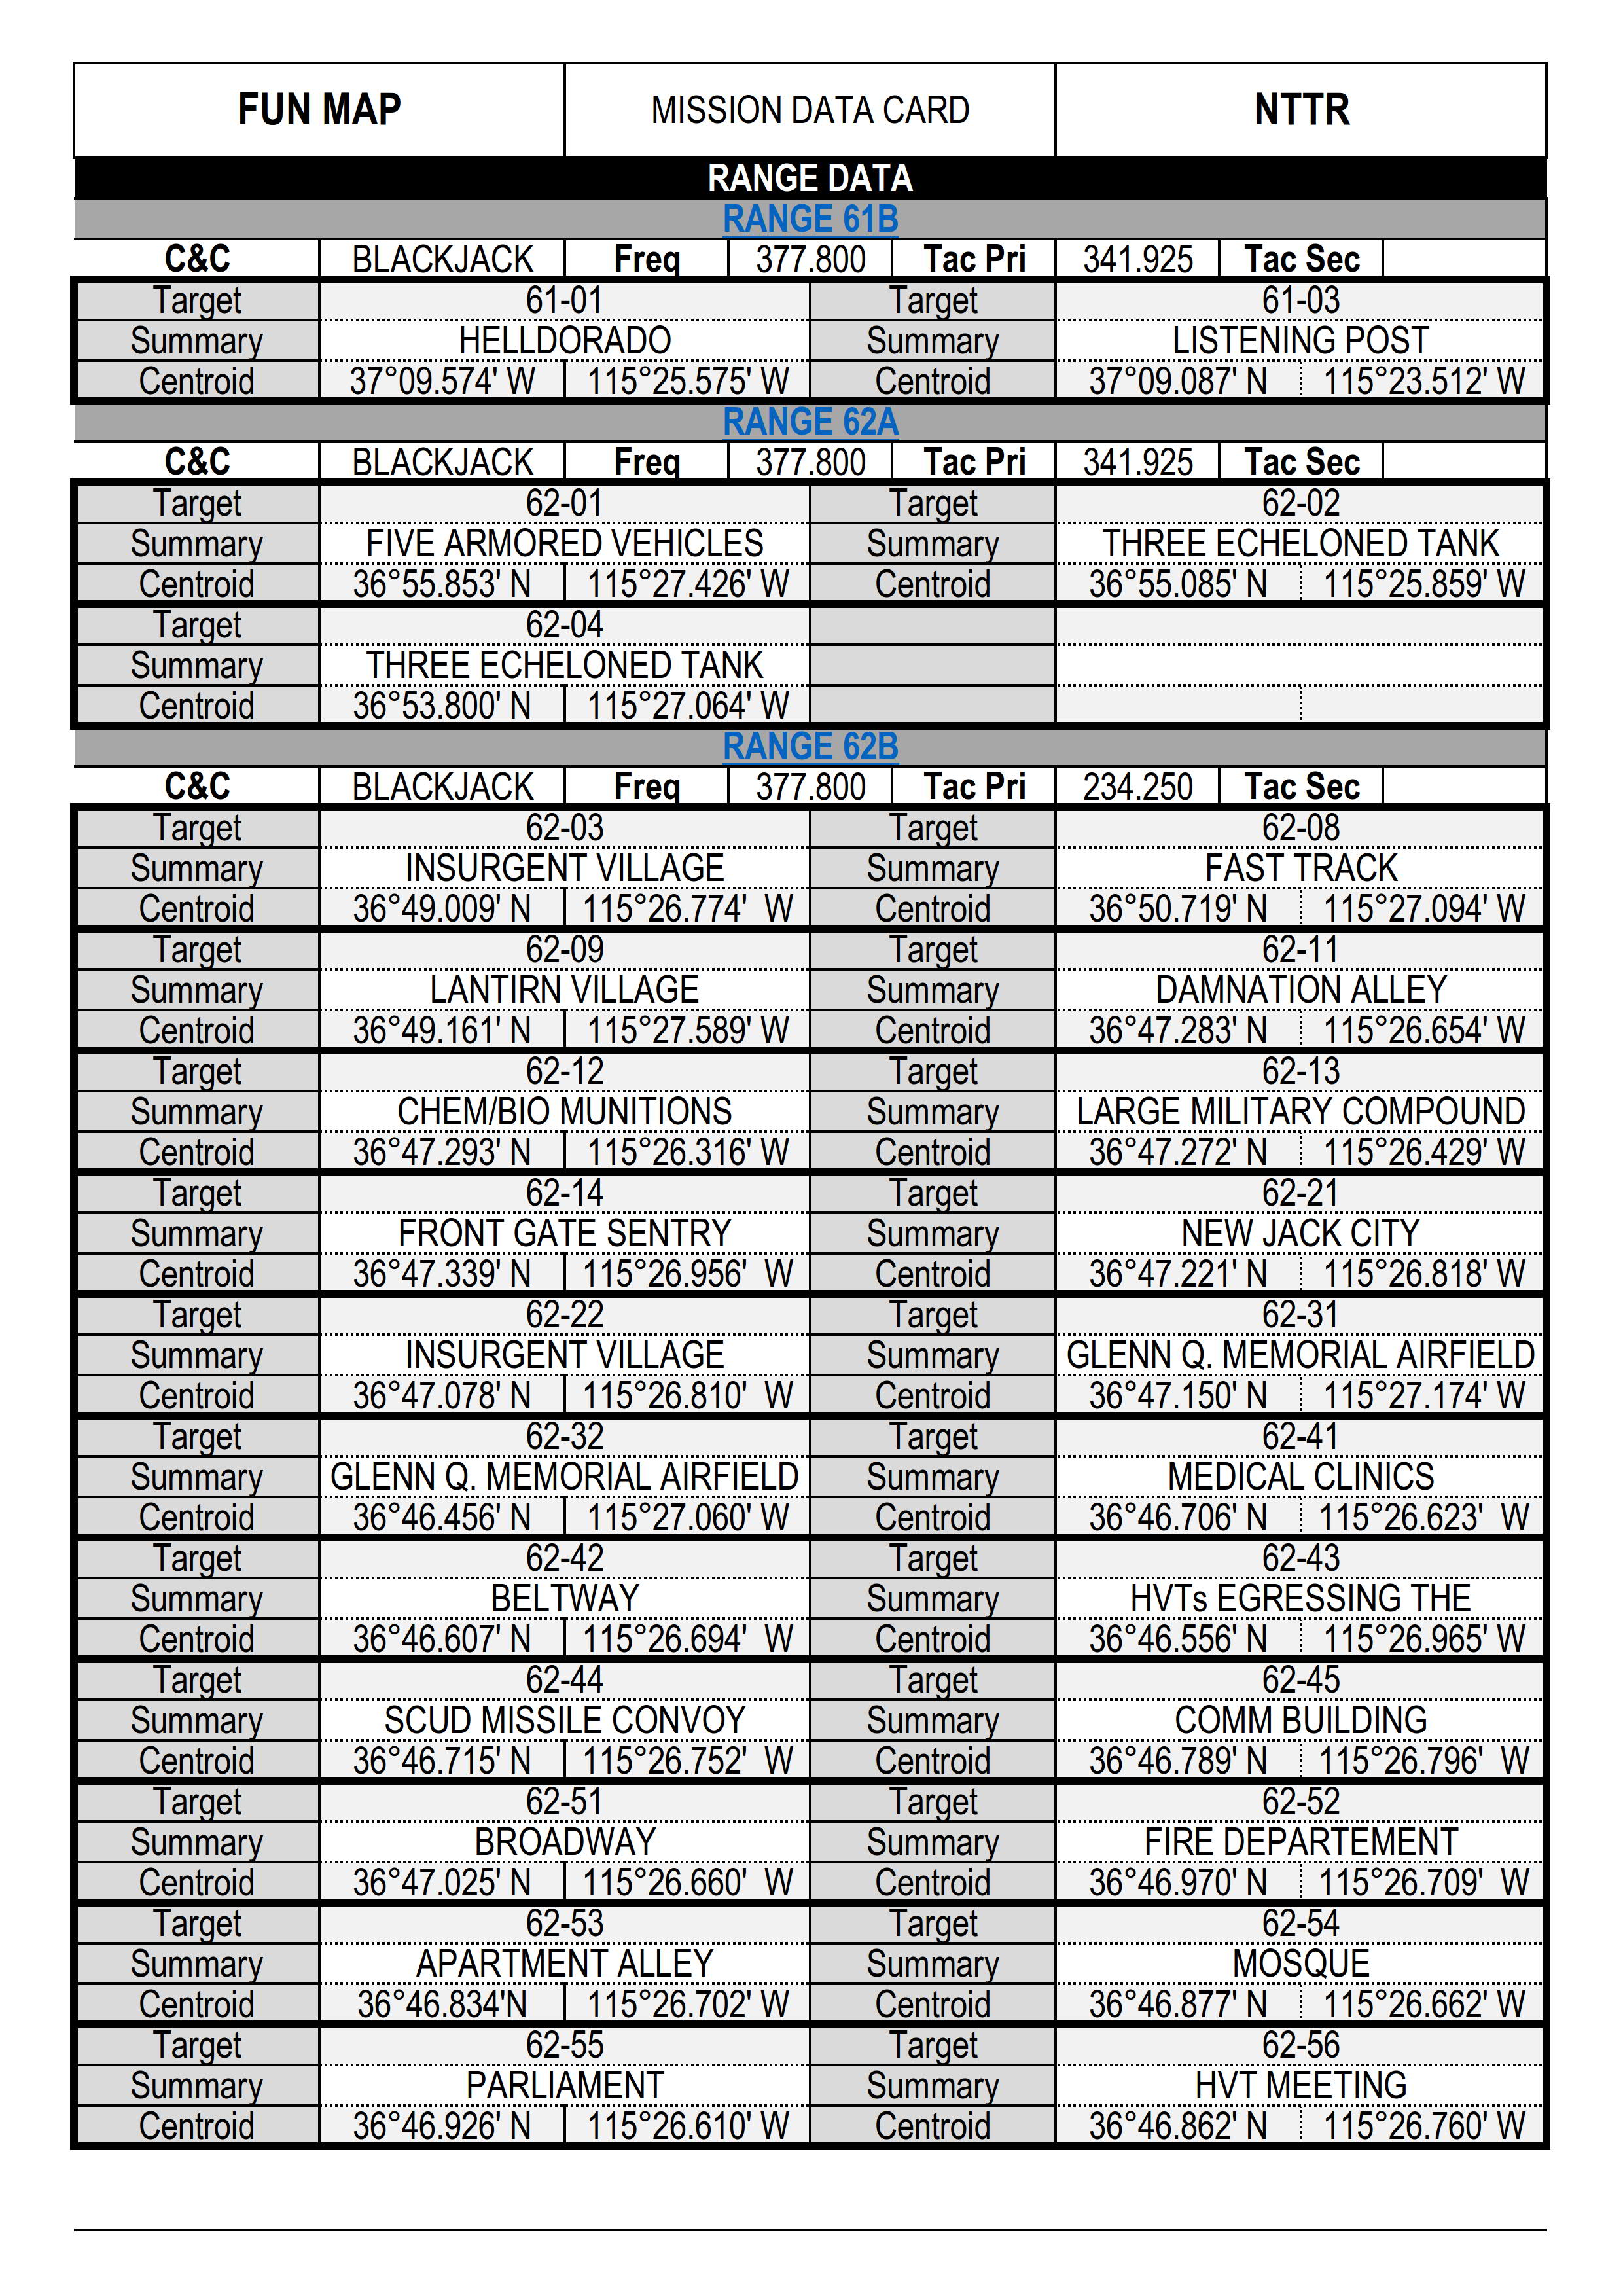 FUN MAP MISSION DATA CARD NTTR
RANGE DATA
RANGE 61B
C&C BLACKJACK Freq 377.800 Tac Pri 341.925 Tac Sec
Target 61-01 Target 61-03
Summary HELLDORADO Summary LISTENING POST
Centroid 37°09.574' W 115°25.575' W Centroid 37°09.087' N 115°23.512' W
RANGE 62A
C&C BLACKJACK Freq 377.800 Tac Pri 341.925 Tac Sec
Target 62-01 Target 62-02
Summary FIVE ARMORED VEHICLES Summary THREE ECHELONED TANK
Centroid 36°55.853' N 115°27.426' W Centroid 36°55.085' N 115°25.859' W
Target 62-04
Summary THREE ECHELONED TANK
Centroid 36°53.800' N 115°27.064' W
RANGE 62B
C&C BLACKJACK Freq 377.800 Tac Pri 234.250 Tac Sec
Target 62-03 Target 62-08
Summary INSURGENT VILLAGE Summary FAST TRACK
Centroid 36°49.009' N 115°26.774' W Centroid 36°50.719' N 115°27.094' W
Target 62-09 Target 62-11
Summary LANTIRN VILLAGE Summary DAMNATION ALLEY
Centroid 36°49.161' N 115°27.589' W Centroid 36°47.283' N 115°26.654' W
Target 62-12 Target 62-13
Summary CHEM/BIO MUNITIONS Summary LARGE MILITARY COMPOUND
Centroid 36°47.293' N 115°26.316' W Centroid 36°47.272' N 115°26.429' W
Target 62-14 Target 62-21
Summary FRONT GATE SENTRY Summary NEW JACK CITY
Centroid 36°47.339' N 115°26.956' W Centroid 36°47.221' N 115°26.818' W
Target 62-22 Target 62-31
Summary INSURGENT VILLAGE Summary GLENN Q. MEMORIAL AIRFIELD
Centroid 36°47.078' N 115°26.810' W Centroid 36°47.150' N 115°27.174' W
Target 62-32 Target 62-41
Summary GLENN Q. MEMORIAL AIRFIELD Summary MEDICAL CLINICS
Centroid 36°46.456' N 115°27.060' W Centroid 36°46.706' N 115°26.623' W
Target 62-42 Target 62-43
Summary BELTWAY Summary HVTs EGRESSING THE
Centroid 36°46.607' N 115°26.694' W Centroid 36°46.556' N 115°26.965' W
Target 62-44 Target 62-45
Summary SCUD MISSILE CONVOY Summary COMM BUILDING
Centroid 36°46.715' N 115°26.752' W Centroid 36°46.789' N 115°26.796' W
Target 62-51 Target 62-52
Summary BROADWAY Summary FIRE DEPARTEMENT
Centroid 36°47.025' N 115°26.660' W Centroid 36°46.970' N 115°26.709' W
Target 62-53 Target 62-54
Summary APARTMENT ALLEY Summary MOSQUE
Centroid 36°46.834'N 115°26.702' W Centroid 36°46.877' N 115°26.662' W
Target 62-55 Target 62-56
Summary PARLIAMENT Summary HVT MEETING
Centroid 36°46.926' N 115°26.610' W Centroid 36°46.862' N 115°26.760' W